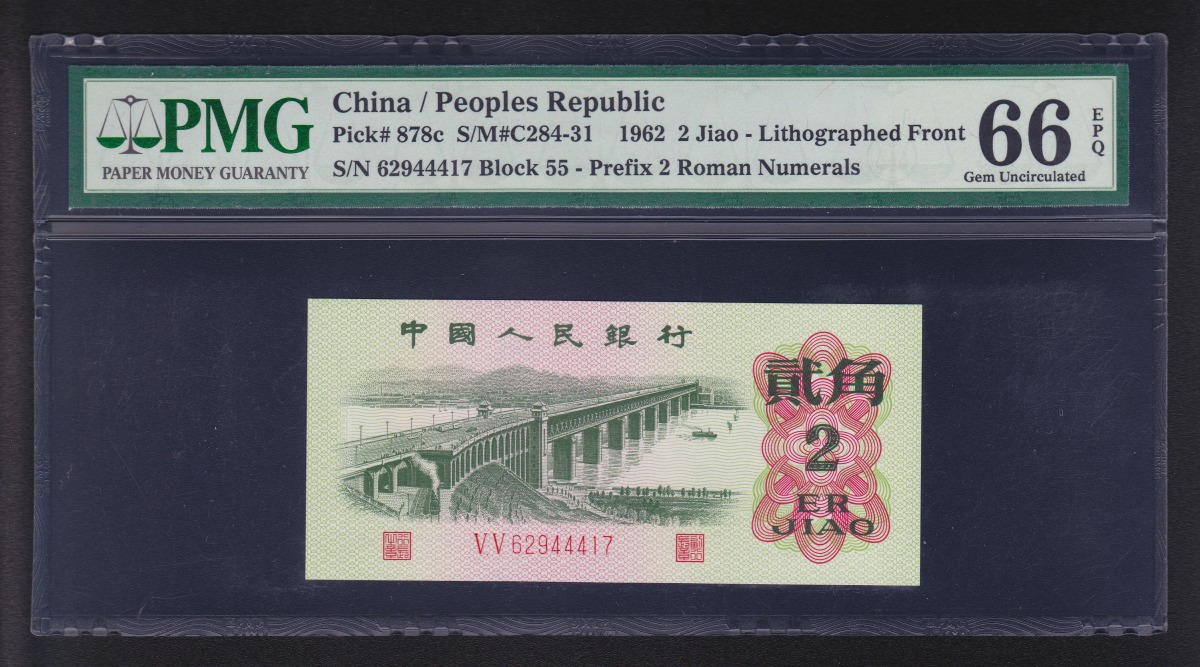 PMG
PAPER MONEY GUARANTY
China / Peoples Republic
Pick# 878c S/M#C284-31 1962 2 Jiao - Lithographed Front
S/N 62944417 Block 55 - Prefix 2 Roman Numerals
66
EPQ
Gem Uncirculated
中國人民銀行
貳角
2
ER
JIAO
VV62944417